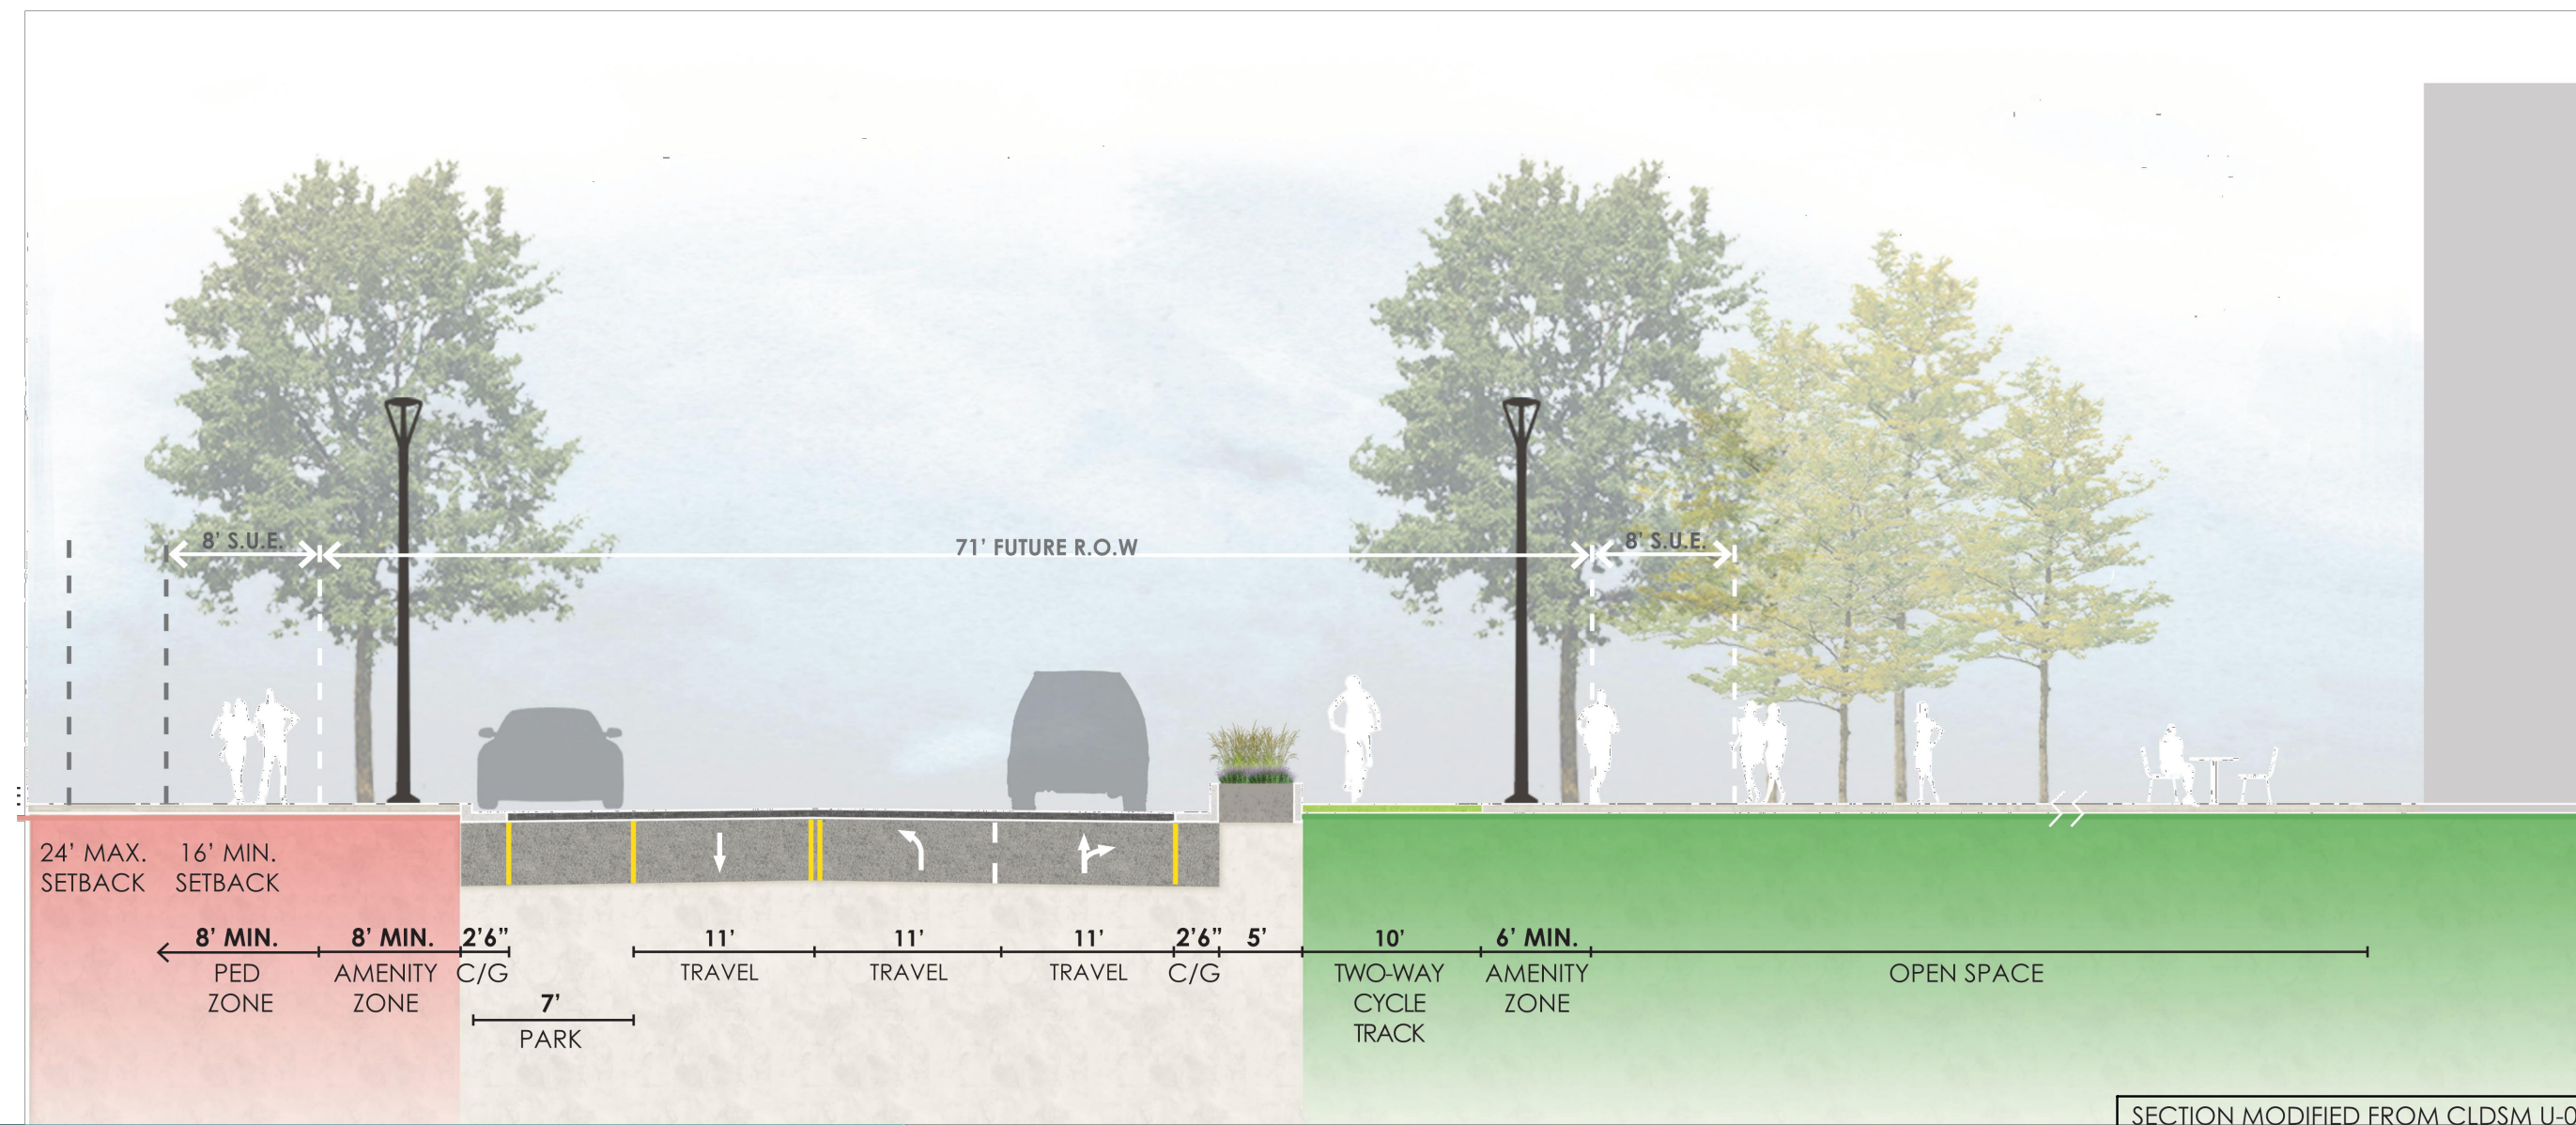 8' S.U.E.
71' FUTURE R.O.W
8' S.U.E.
24' MAX.
SETBACK
16' MIN.
SETBACK
8' MIN.
PED
ZONE
8' MIN.
AMENITY
ZONE
2'6”
C/G
7'
PARK
11'
TRAVEL
11'
TRAVEL
11'
TRAVEL
2'6”
C/G
5'
10'
TWO-WAY
CYCLE
TRACK
6' MIN.
AMENITY
ZONE
OPEN SPACE
SECTION MODIFIED FROM CLDSM